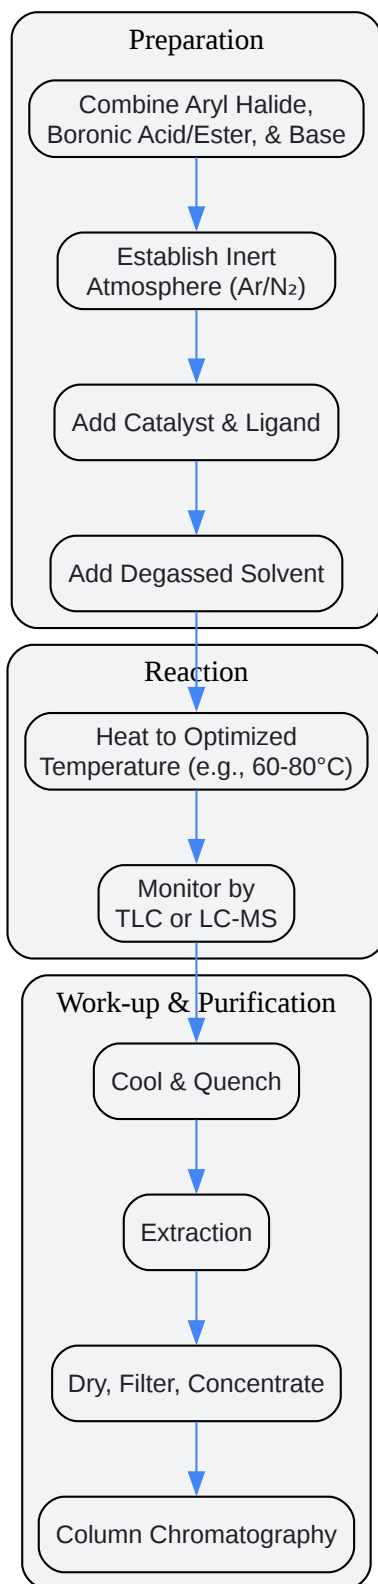 Preparation
Combine Aryl Halide,
Boronic Acid/Ester, & Base
Establish Inert
Atmosphere (Ar/N₂)
Add Catalyst & Ligand
Add Degassed Solvent
Reaction
Heat to Optimized
Temperature (e.g., 60-80°C)
Monitor by
TLC or LC-MS
Work-up & Purification
Cool & Quench
Extraction
Dry, Filter, Concentrate
Column Chromatography